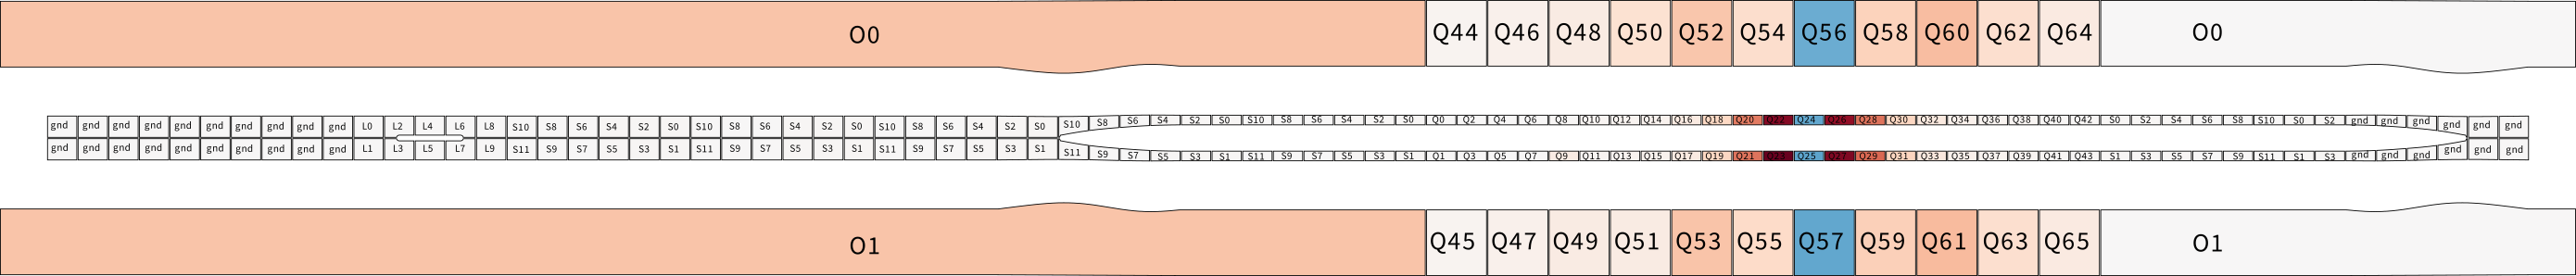 O0 Q44 Q46 Q48 Q50 Q52 Q54 Q56 Q58 Q60 Q62 Q64 O0
gnd gnd gnd gnd gnd gnd gnd gnd gnd gnd L0 L2 L4 L6 L8 S10 S8 S6 S4 S2 S0 S10 S8 S6 S4 S2 S0 S10 S8 S6 S4 S2 S0 S10 S8 S6 S4 S2 S0 S10 S8 S6 S4 S2 S0 Q0 Q2 Q4 Q6 Q8 Q10 Q12 Q14 Q16 Q18 Q20 Q22 Q24 Q26 Q28 Q30 Q32 Q34 Q36 Q38 Q40 Q42 S0 S2 S4 S6 S8 S10 S0 S2 gnd gnd gnd gnd gnd gnd
gnd gnd gnd gnd gnd gnd gnd gnd gnd gnd L1 L3 L5 L7 L9 S11 S9 S7 S5 S3 S1 S11 S9 S7 S5 S3 S1 S11 S9 S7 S5 S3 S1 S11 S9 S7 S5 S3 S1 S11 S9 S7 S5 S3 S1 Q1 Q3 Q5 Q7 Q9 Q11 Q13 Q15 Q17 Q19 Q21 Q23 Q25 Q27 Q29 Q31 Q33 Q35 Q37 Q39 Q41 Q43 S1 S3 S5 S7 S9 S11 S1 S3 gnd gnd gnd gnd gnd gnd
O1 Q45 Q47 Q49 Q51 Q53 Q55 Q57 Q59 Q61 Q63 Q65 O1